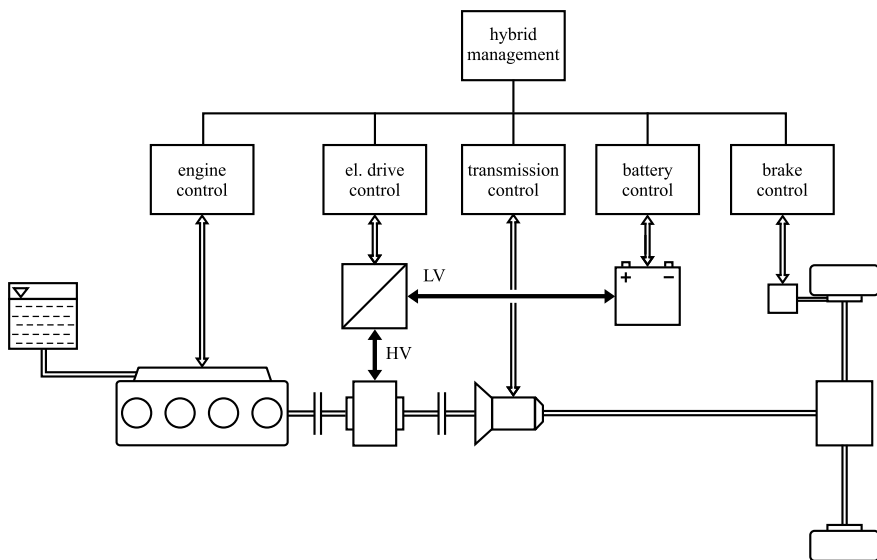 hybrid
management
engine
control
el. drive
control
transmission
control
battery
control
brake
control
LV
+ −
HV